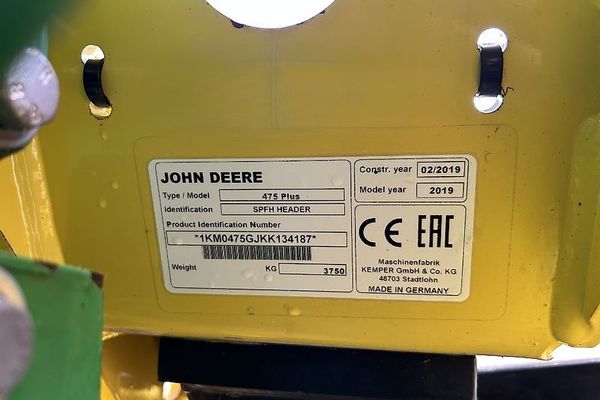 JOHN DEERE
Type / Model 475 Plus
Identification SPFH HEADER
Product Identification Number
*1KM0475GJKK134187*
Weight KG 3750
Constr. year 02/2019
Model year 2019
CE EAC
Maschinenfabrik
KEMPER GmbH & Co. KG
48703 Stadtlohn
MADE IN GERMANY